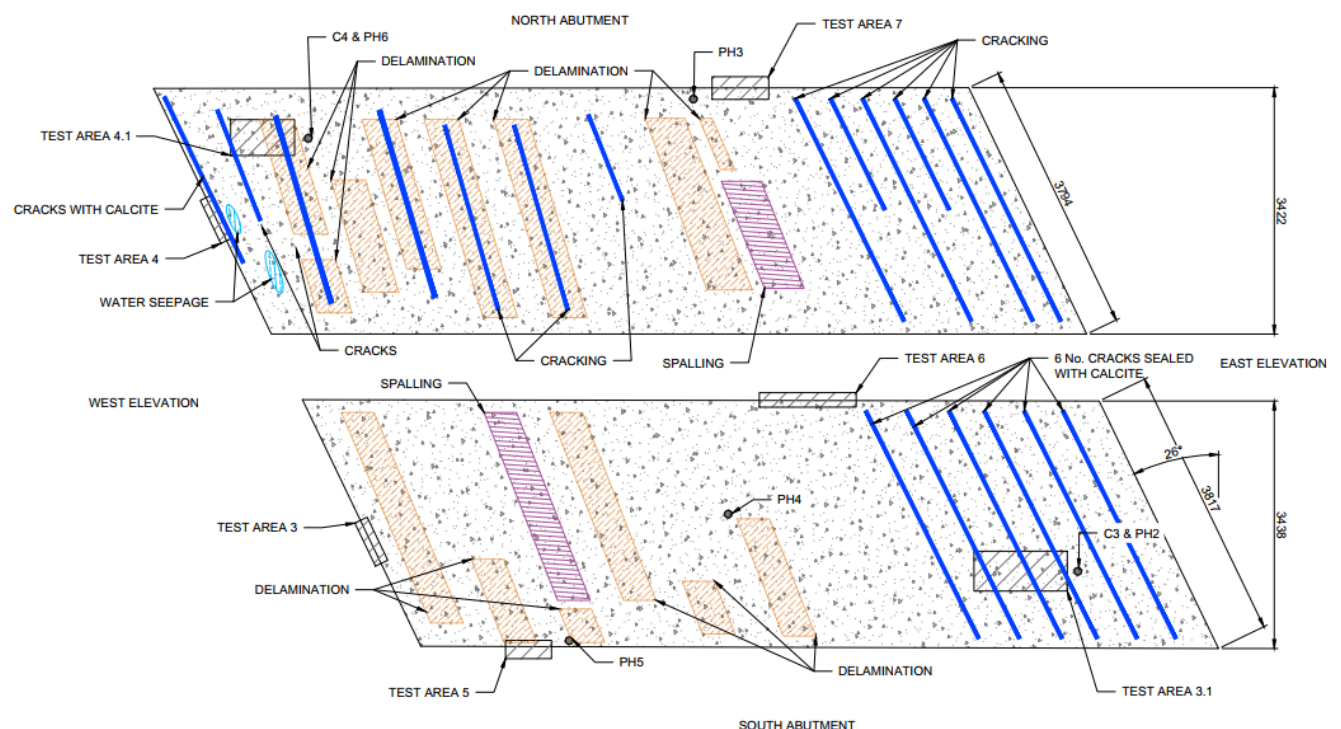 NORTH ABUTMENT
TEST AREA 7
C4 & PH6
DELAMINATION
DELAMINATION
PH3
CRACKING
TEST AREA 4.1
3794
3422
CRACKS WITH CALCITE
TEST AREA 4
WATER SEEPAGE
CRACKS
CRACKING
SPALLING
TEST AREA 6
6 No. CRACKS SEALED
WITH CALCITE
EAST ELEVATION
SPALLING
WEST ELEVATION
26°
3817
3438
PH4
TEST AREA 3
C3 & PH2
DELAMINATION
PH5
DELAMINATION
TEST AREA 5
TEST AREA 3.1
SOUTH ABUTMENT